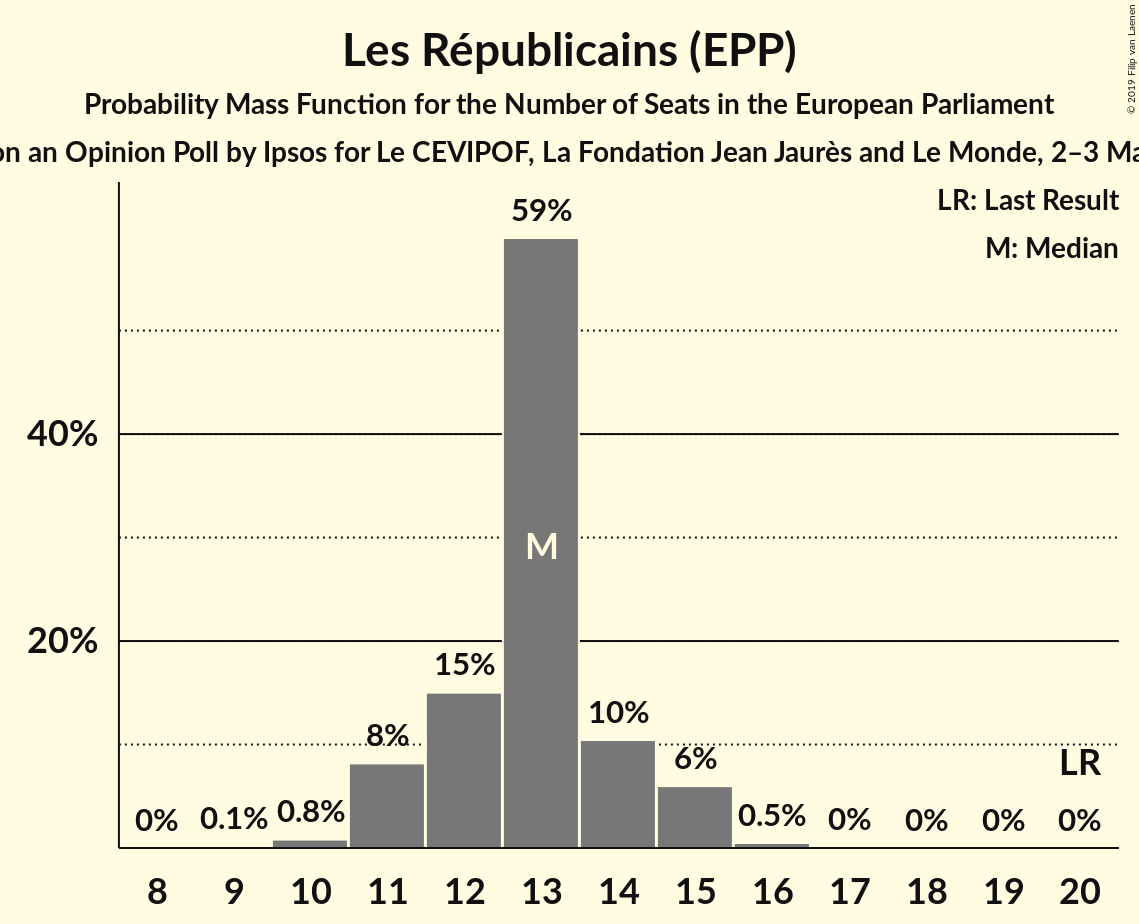 Les Républicains (EPP)
Probability Mass Function for the Number of Seats in the European Parliament
on an Opinion Poll by Ipsos for Le CEVIPOF, La Fondation Jean Jaurès and Le Monde, 2–3
© 2019 Filip van Laenen
LR: Last Result
M: Median
59%
40%
M
20%
15%
10%
8%
6%
LR
0%
0.1%
0.8%
0.5%
0%
0%
0%
0%
8 9 10 11 12 13 14 15 16 17 18 19 20